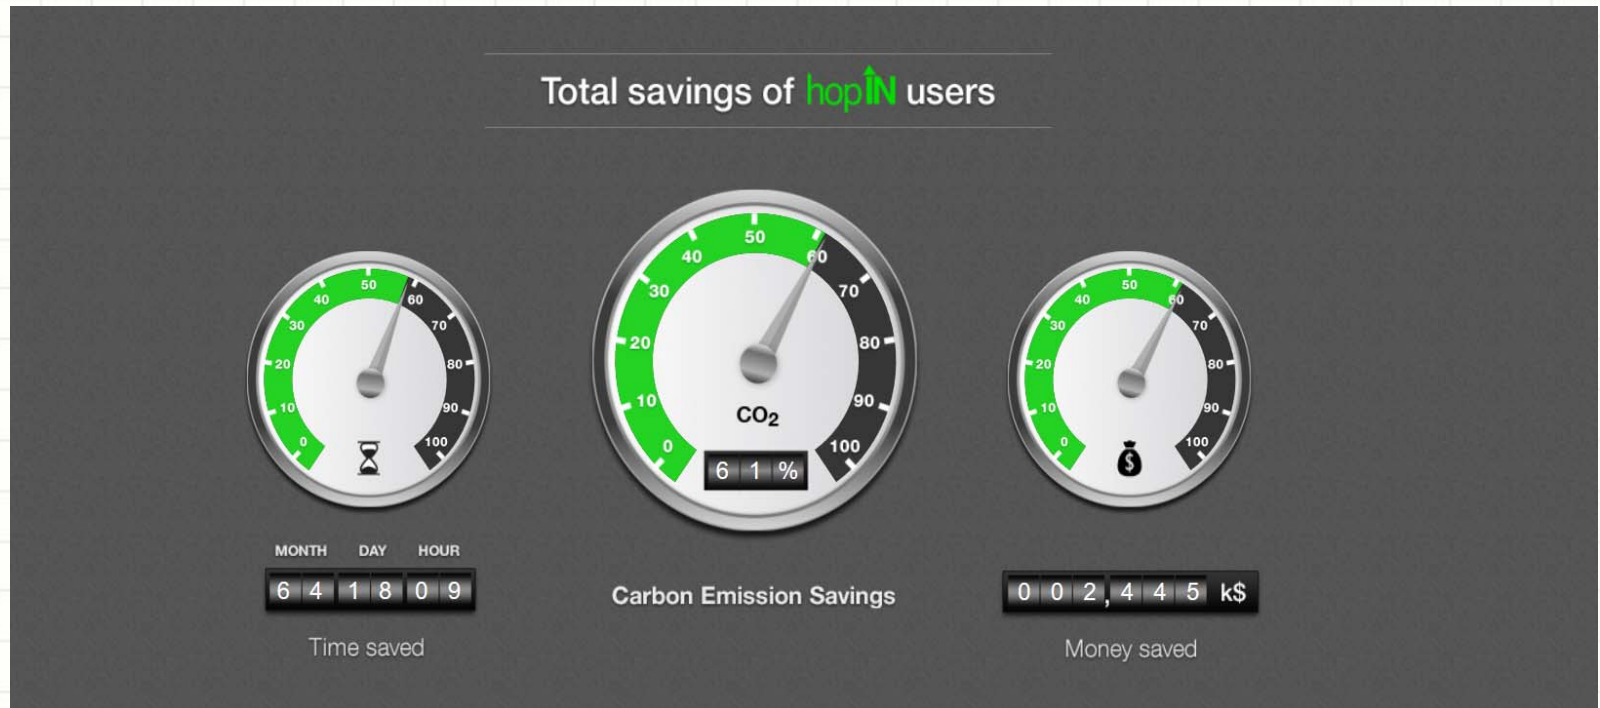 Total savings of hopIN users
0 10 20 30 40 50 60 70 80 90 100
MONTH DAY HOUR
6 4 1 8 0 9
Time saved
0 10 20 30 40 50 60 70 80 90 100
CO₂
6 1 %
Carbon Emission Savings
0 10 20 30 40 50 60 70 80 90 100
$
0 0 2 , 4 4 5 k$
Money saved